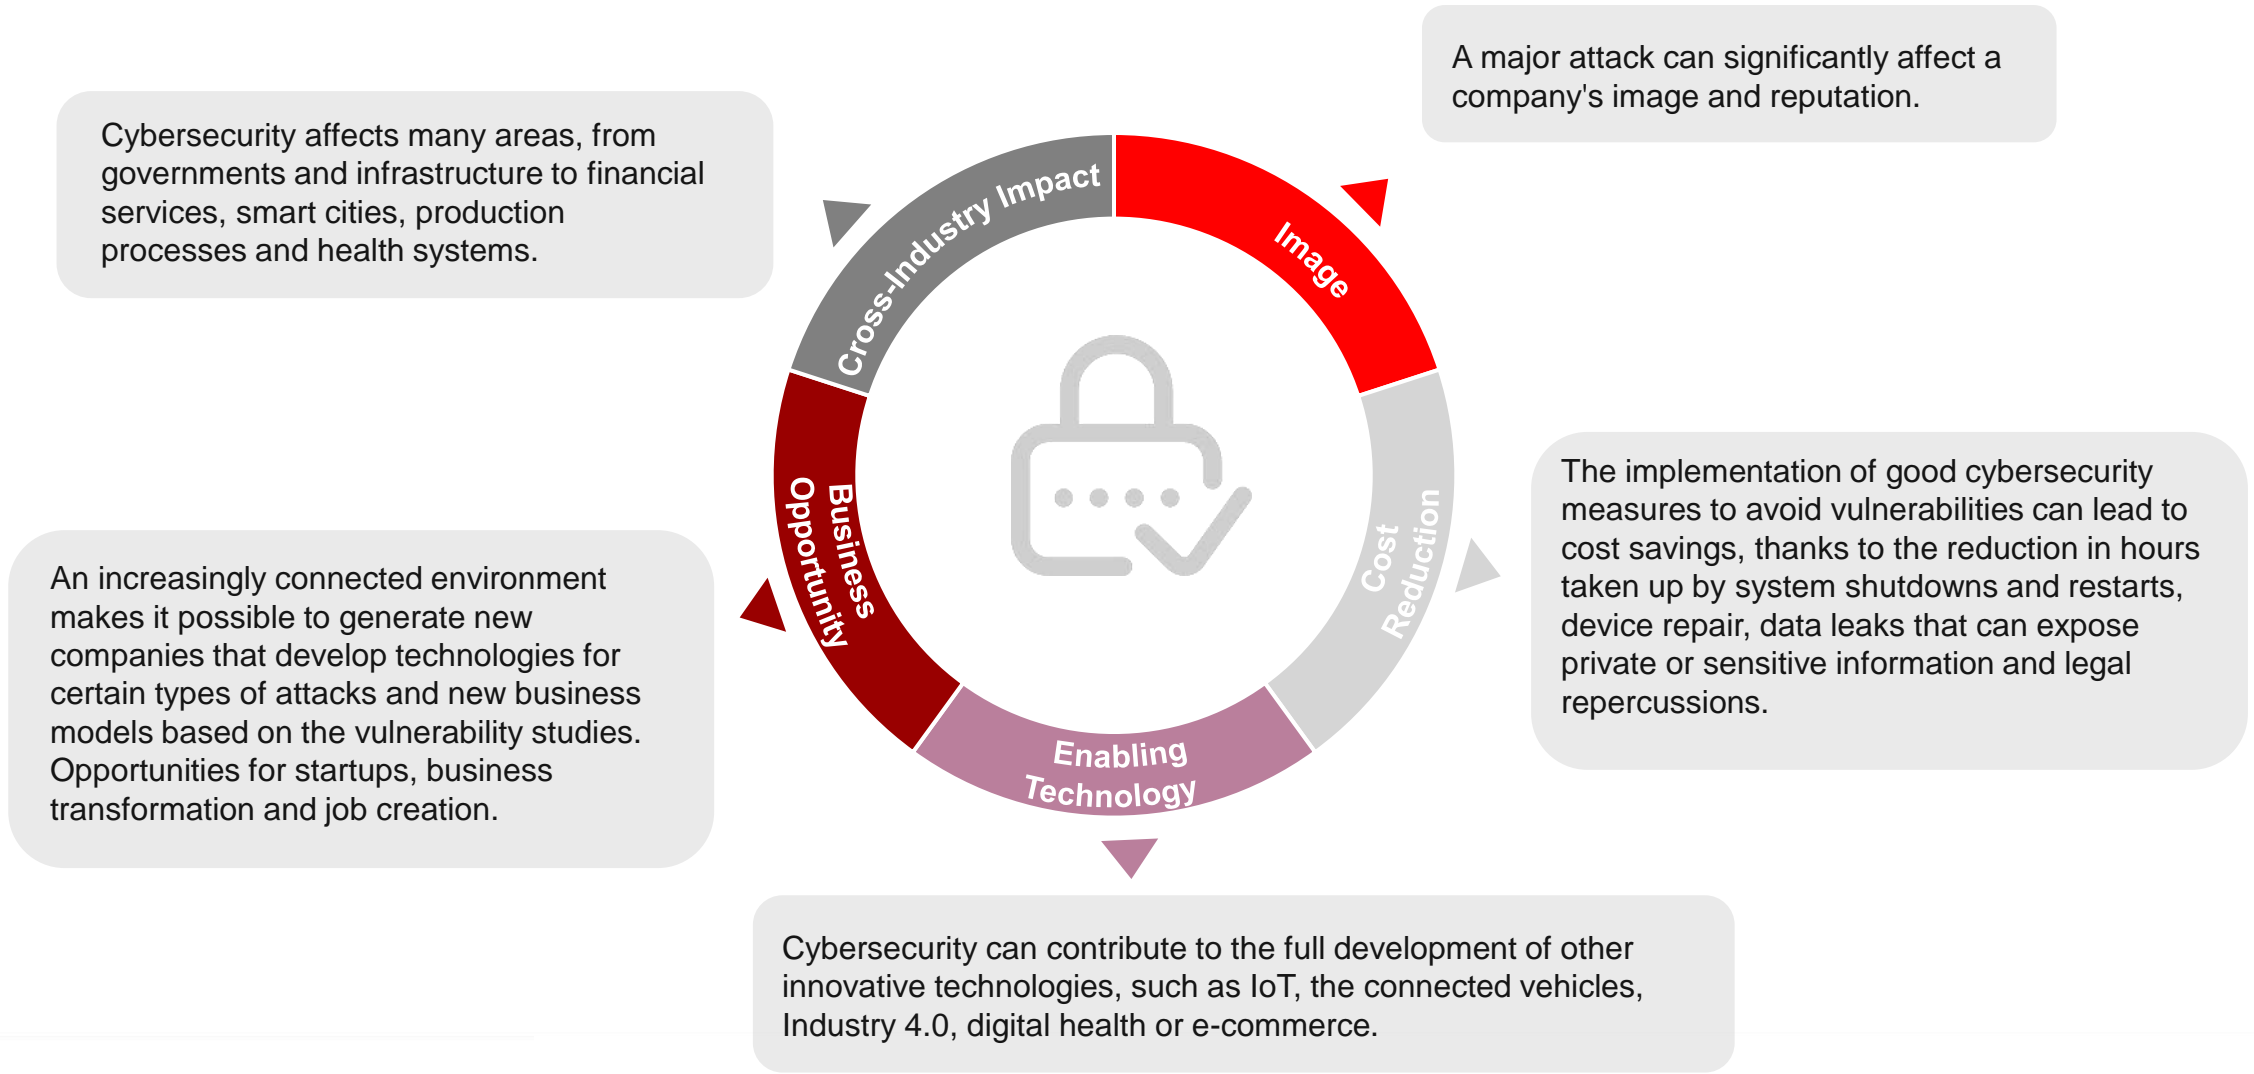 A major attack can significantly affect a
company's image and reputation.
Cybersecurity affects many areas, from
governments and infrastructure to financial
services, smart cities, production
processes and health systems.
Cross-Industry Impact
Image
The implementation of good cybersecurity
measures to avoid vulnerabilities can lead to
cost savings, thanks to the reduction in hours
taken up by system shutdowns and restarts,
device repair, data leaks that can expose
private or sensitive information and legal
repercussions.
Cost
Reduction
Business
Opportunity
An increasingly connected environment
makes it possible to generate new
companies that develop technologies for
certain types of attacks and new business
models based on the vulnerability studies.
Opportunities for startups, business
transformation and job creation.
Enabling
Technology
Cybersecurity can contribute to the full development of other
innovative technologies, such as IoT, the connected vehicles,
Industry 4.0, digital health or e-commerce.